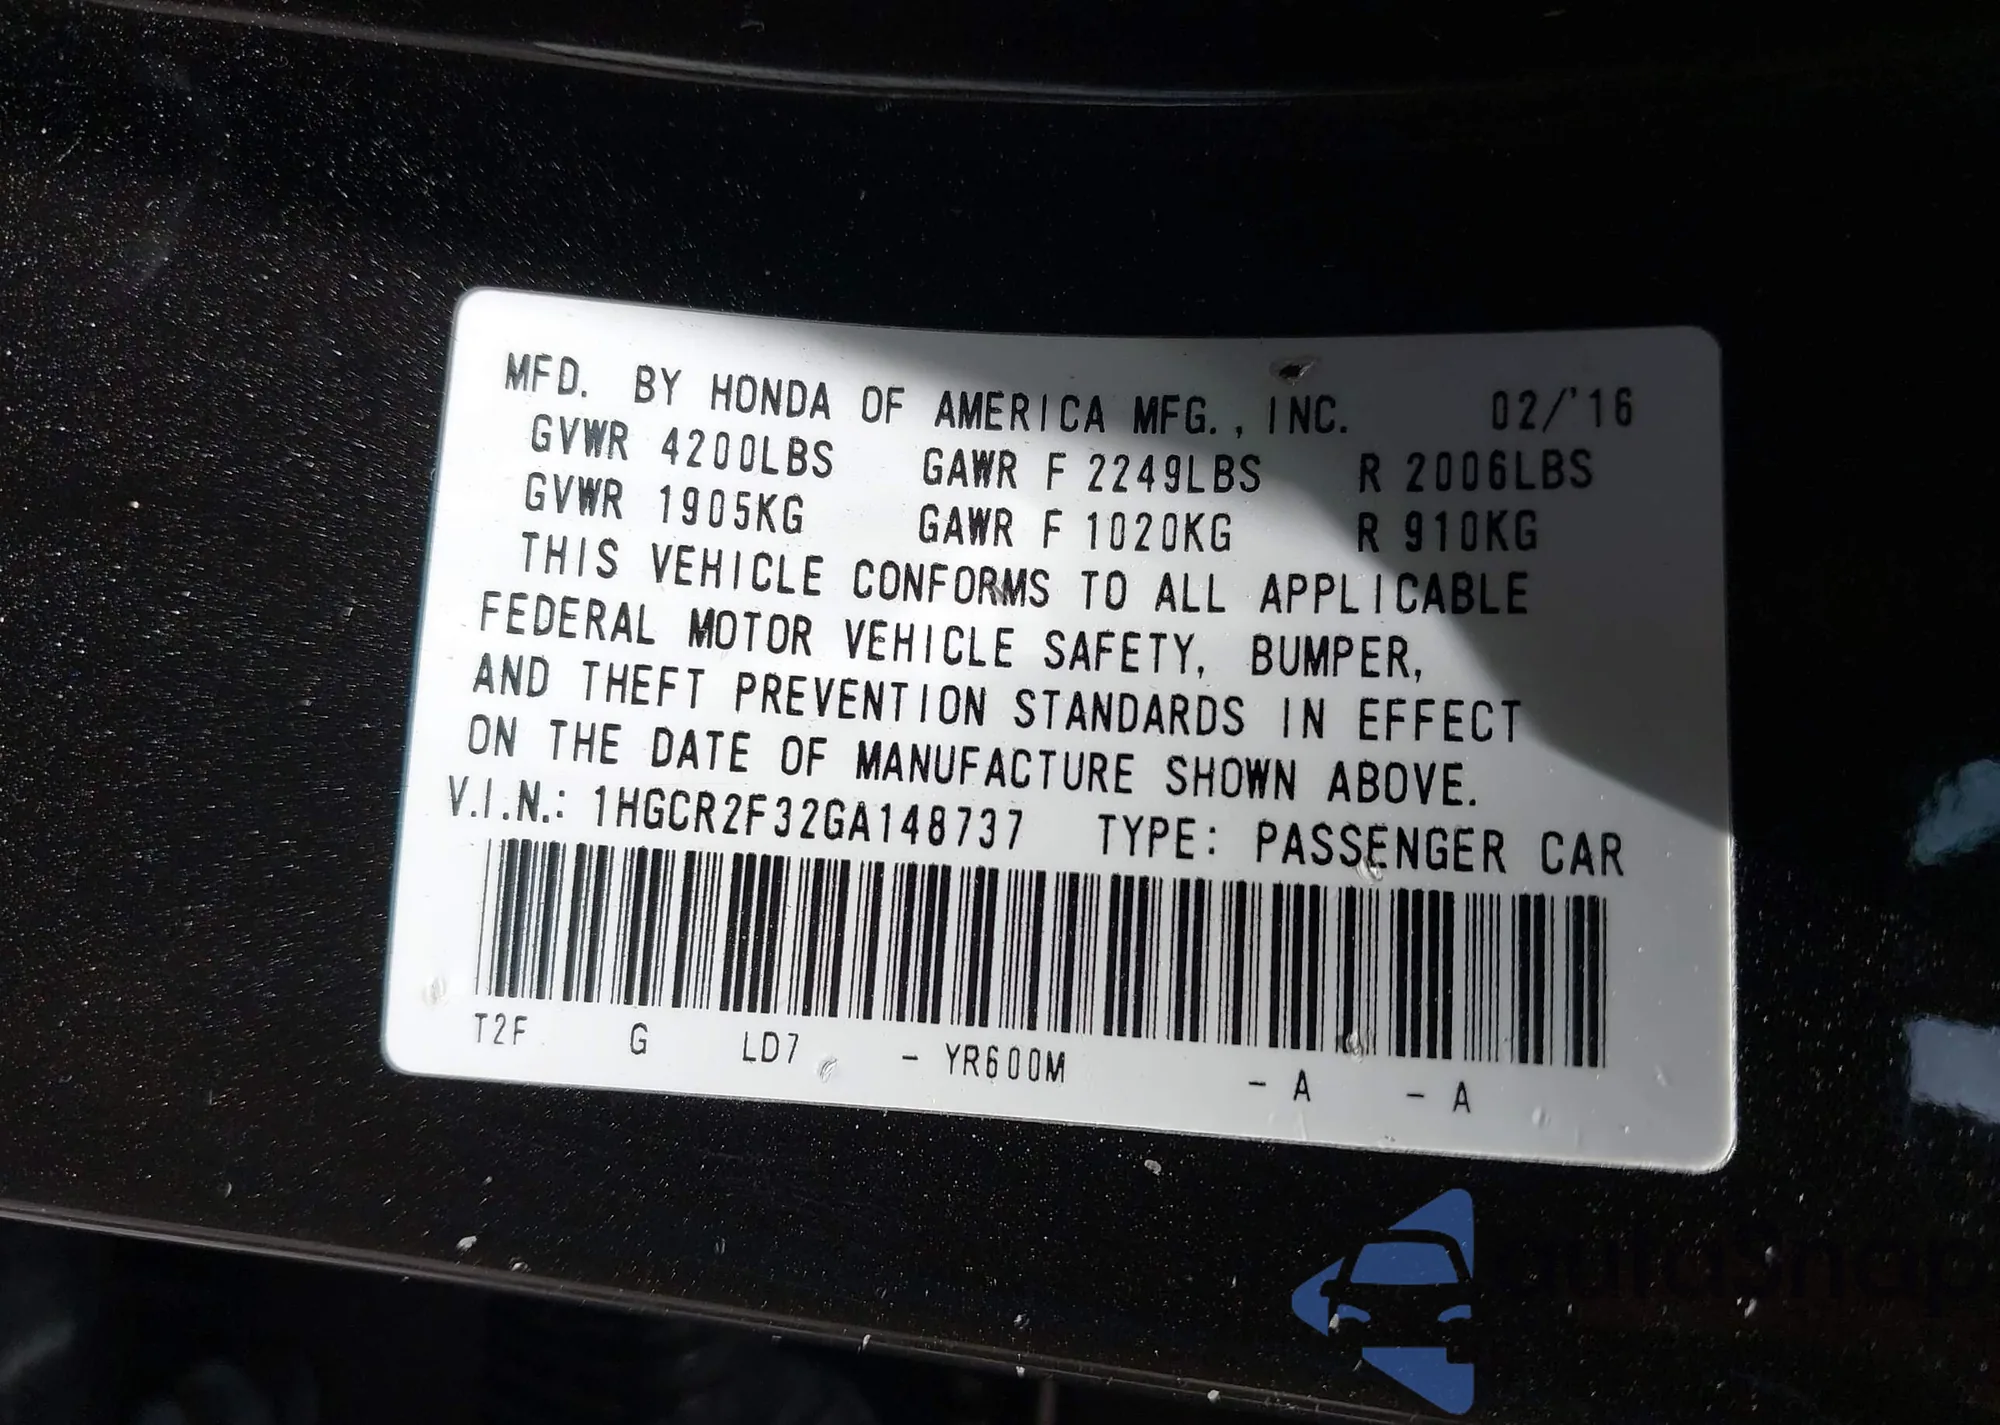 MFD. BY HONDA OF AMERICA MFG., INC. 02/'16
GVWR 4200LBS GAWR F 2249LBS R 2006LBS
GVWR 1905KG GAWR F 1020KG R 910KG
THIS VEHICLE CONFORMS TO ALL APPLICABLE
FEDERAL MOTOR VEHICLE SAFETY, BUMPER,
AND THEFT PREVENTION STANDARDS IN EFFECT
ON THE DATE OF MANUFACTURE SHOWN ABOVE.
V.I.N.: 1HGCR2F32GA148737 TYPE: PASSENGER CAR
T2F G LD7 - YR600M - A - A